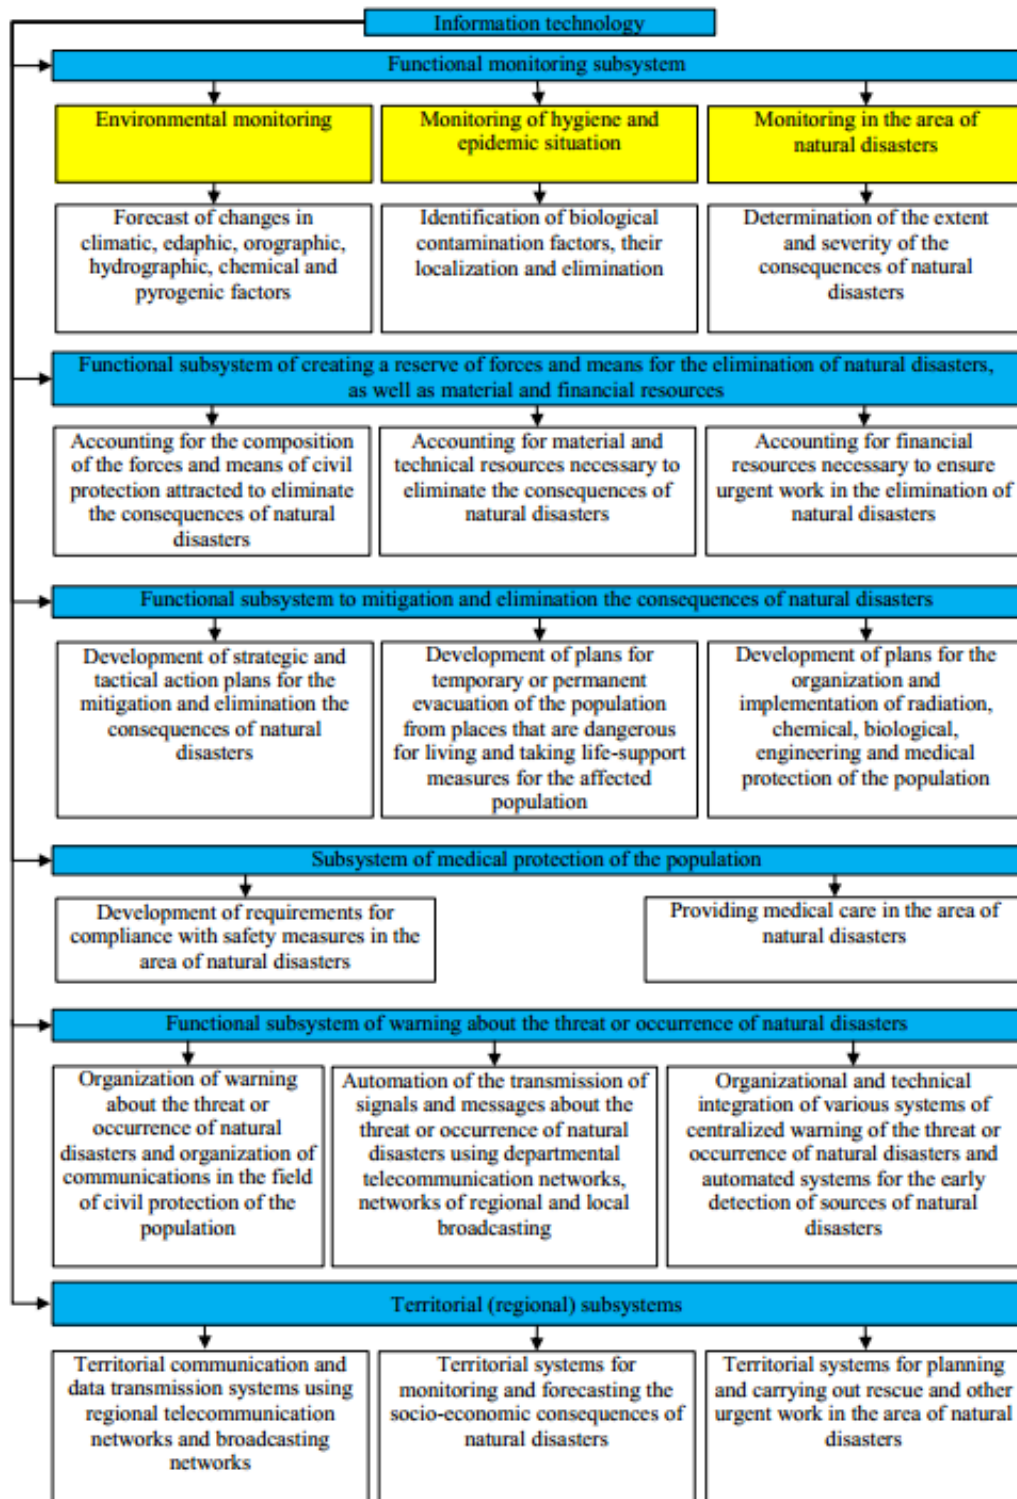 Information technology
Functional monitoring subsystem
Environmental monitoring
Monitoring of hygiene and
epidemic situation
Monitoring in the area of
natural disasters
Forecast of changes in
climatic, edaphic, orographic,
hydrographic, chemical and
pyrogenic factors
Identification of biological
contamination factors, their
localization and elimination
Determination of the extent
and severity of the
consequences of natural
disasters
Functional subsystem of creating a reserve of forces and means for the elimination of natural disasters,
as well as material and financial resources
Accounting for the composition
of the forces and means of civil
protection attracted to eliminate
the consequences of natural
disasters
Accounting for material and
technical resources necessary to
eliminate the consequences of
natural disasters
Accounting for financial
resources necessary to ensure
urgent work in the elimination of
natural disasters
Functional subsystem to mitigation and elimination the consequences of natural disasters
Development of strategic and
tactical action plans for the
mitigation and elimination the
consequences of natural
disasters
Development of plans for
temporary or permanent
evacuation of the population
from places that are dangerous
for living and taking life-support
measures for the affected
population
Development of plans for the
organization and
implementation of radiation,
chemical, biological,
engineering and medical
protection of the population
Subsystem of medical protection of the population
Development of requirements for
compliance with safety measures in the
area of natural disasters
Providing medical care in the area of
natural disasters
Functional subsystem of warning about the threat or occurrence of natural disasters
Organization of warning
about the threat or
occurrence of natural
disasters and organization of
communications in the field
of civil protection of the
population
Automation of the transmission of
signals and messages about the
threat or occurrence of natural
disasters using departmental
telecommunication networks,
networks of regional and local
broadcasting
Organizational and technical
integration of various systems of
centralized warning of the threat or
occurrence of natural disasters and
automated systems for the early
detection of sources of natural
disasters
Territorial (regional) subsystems
Territorial communication and
data transmission systems using
regional telecommunication
networks and broadcasting
networks
Territorial systems for
monitoring and forecasting the
socio-economic consequences of
natural disasters
Territorial systems for planning
and carrying out rescue and other
urgent work in the area of natural
disasters